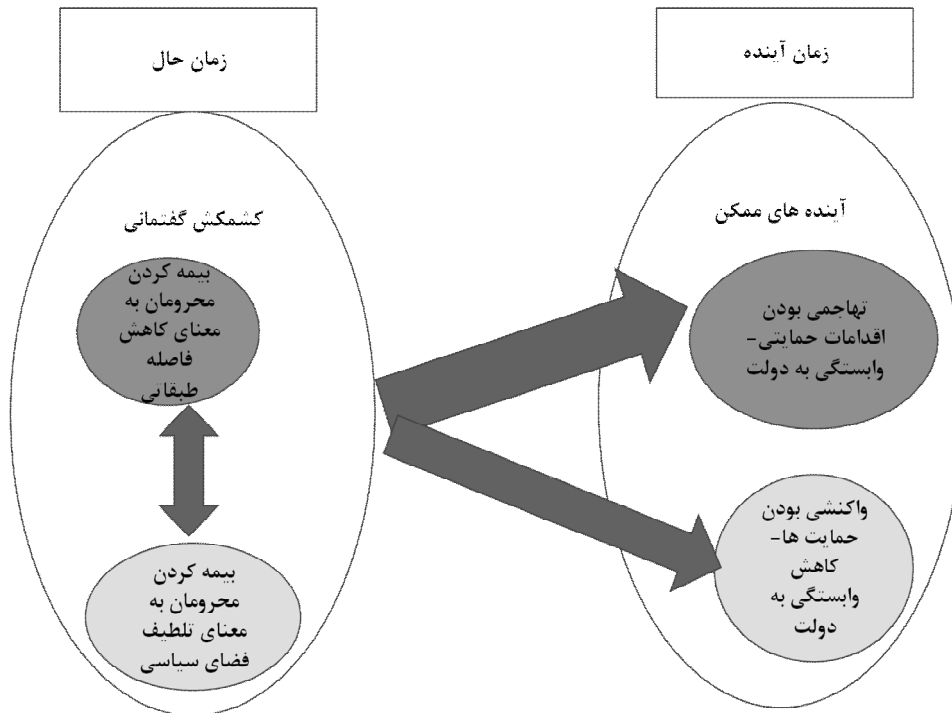 زمان آینده
زمان حال
آینده های ممکن
تهاجمی بودن
اقدامات حمایتی-
وابستگی به دولت
واکنشی بودن
حمایت ها-
کاهش
وابستگی به
دولت
کشمکش گفتمانی
بیمه کردن
محرومان به
معنای کاهش
فاصله
طبقاتی
بیمه کردن
محرومان به
معنای تلطیف
فضای سیاسی